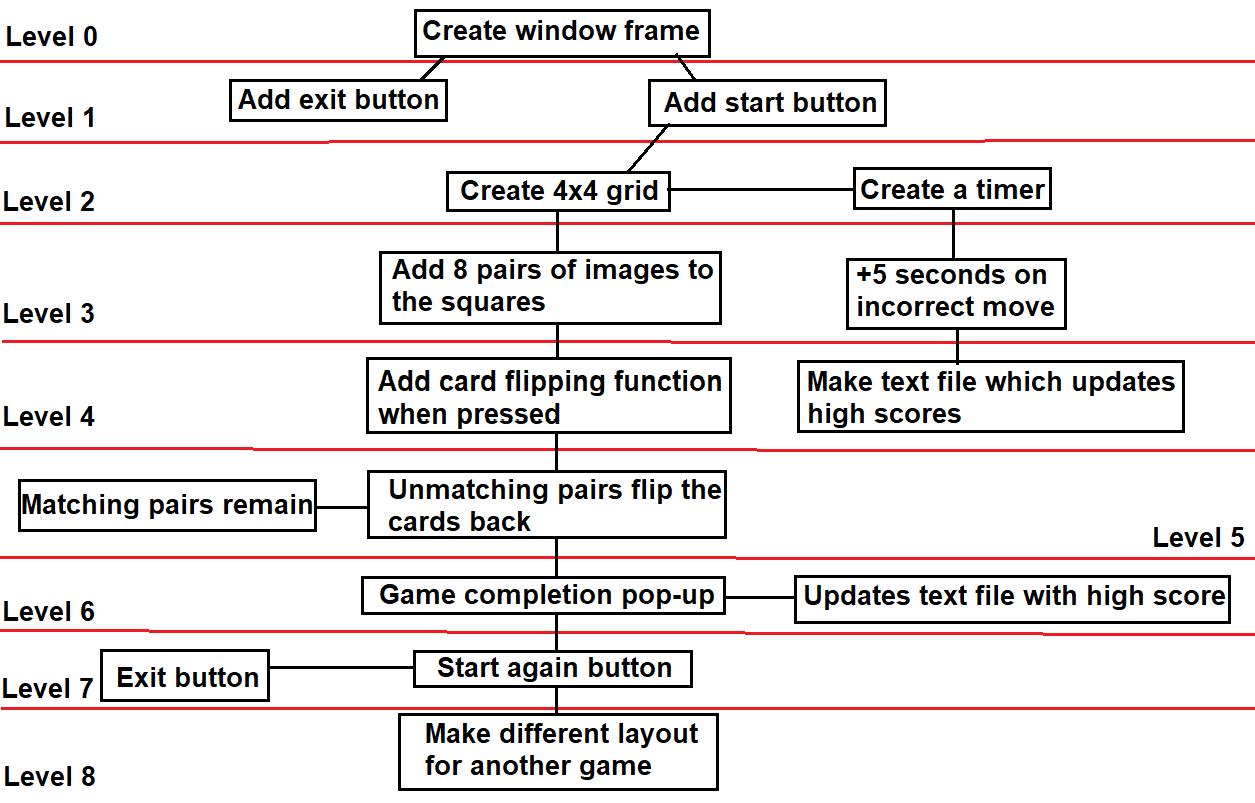 Level 0
Create window frame
Level 1
Add exit button
Add start button
Level 2
Create 4x4 grid
Create a timer
Level 3
Add 8 pairs of images to
the squares
+5 seconds on
incorrect move
Level 4
Add card flipping function
when pressed
Make text file which updates
high scores
Matching pairs remain
Unmatching pairs flip the
cards back
Level 5
Level 6
Game completion pop-up
Updates text file with high score
Level 7
Exit button
Start again button
Level 8
Make different layout
for another game